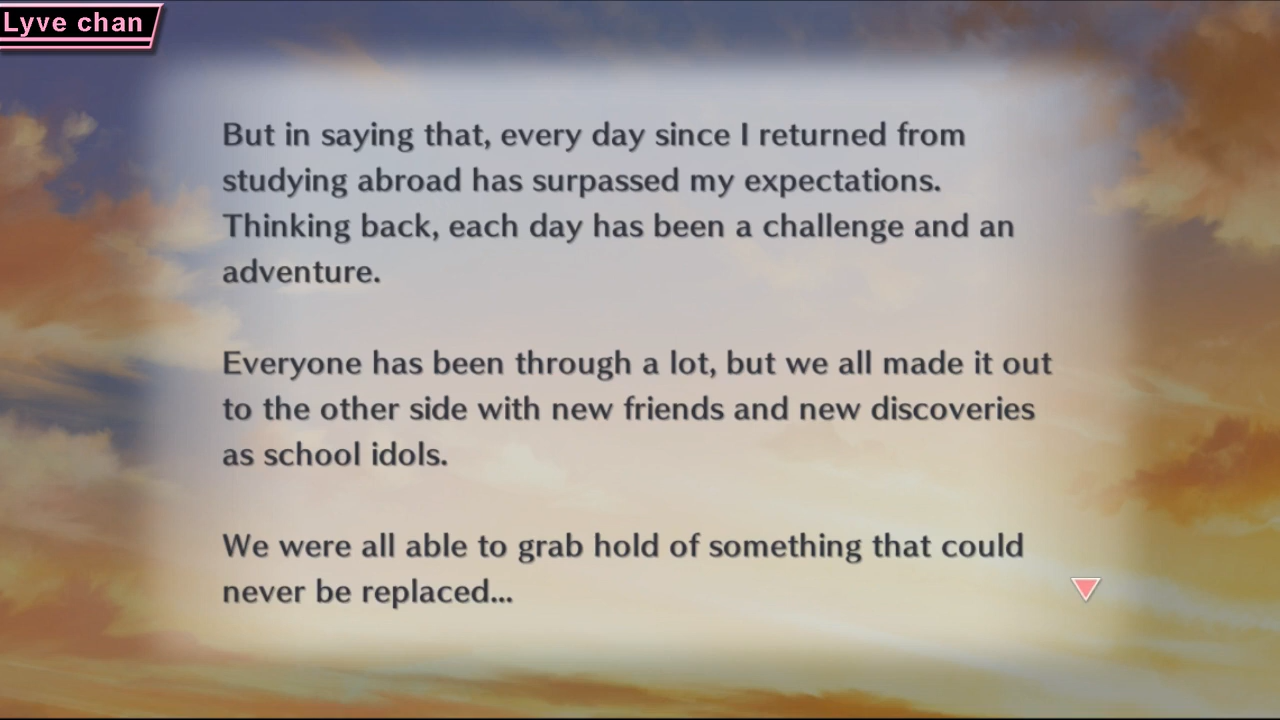 Lyve chan
But in saying that, every day since I returned from
studying abroad has surpassed my expectations.
Thinking back, each day has been a challenge and an
adventure.
Everyone has been through a lot, but we all made it out
to the other side with new friends and new discoveries
as school idols.
We were all able to grab hold of something that could
never be replaced...